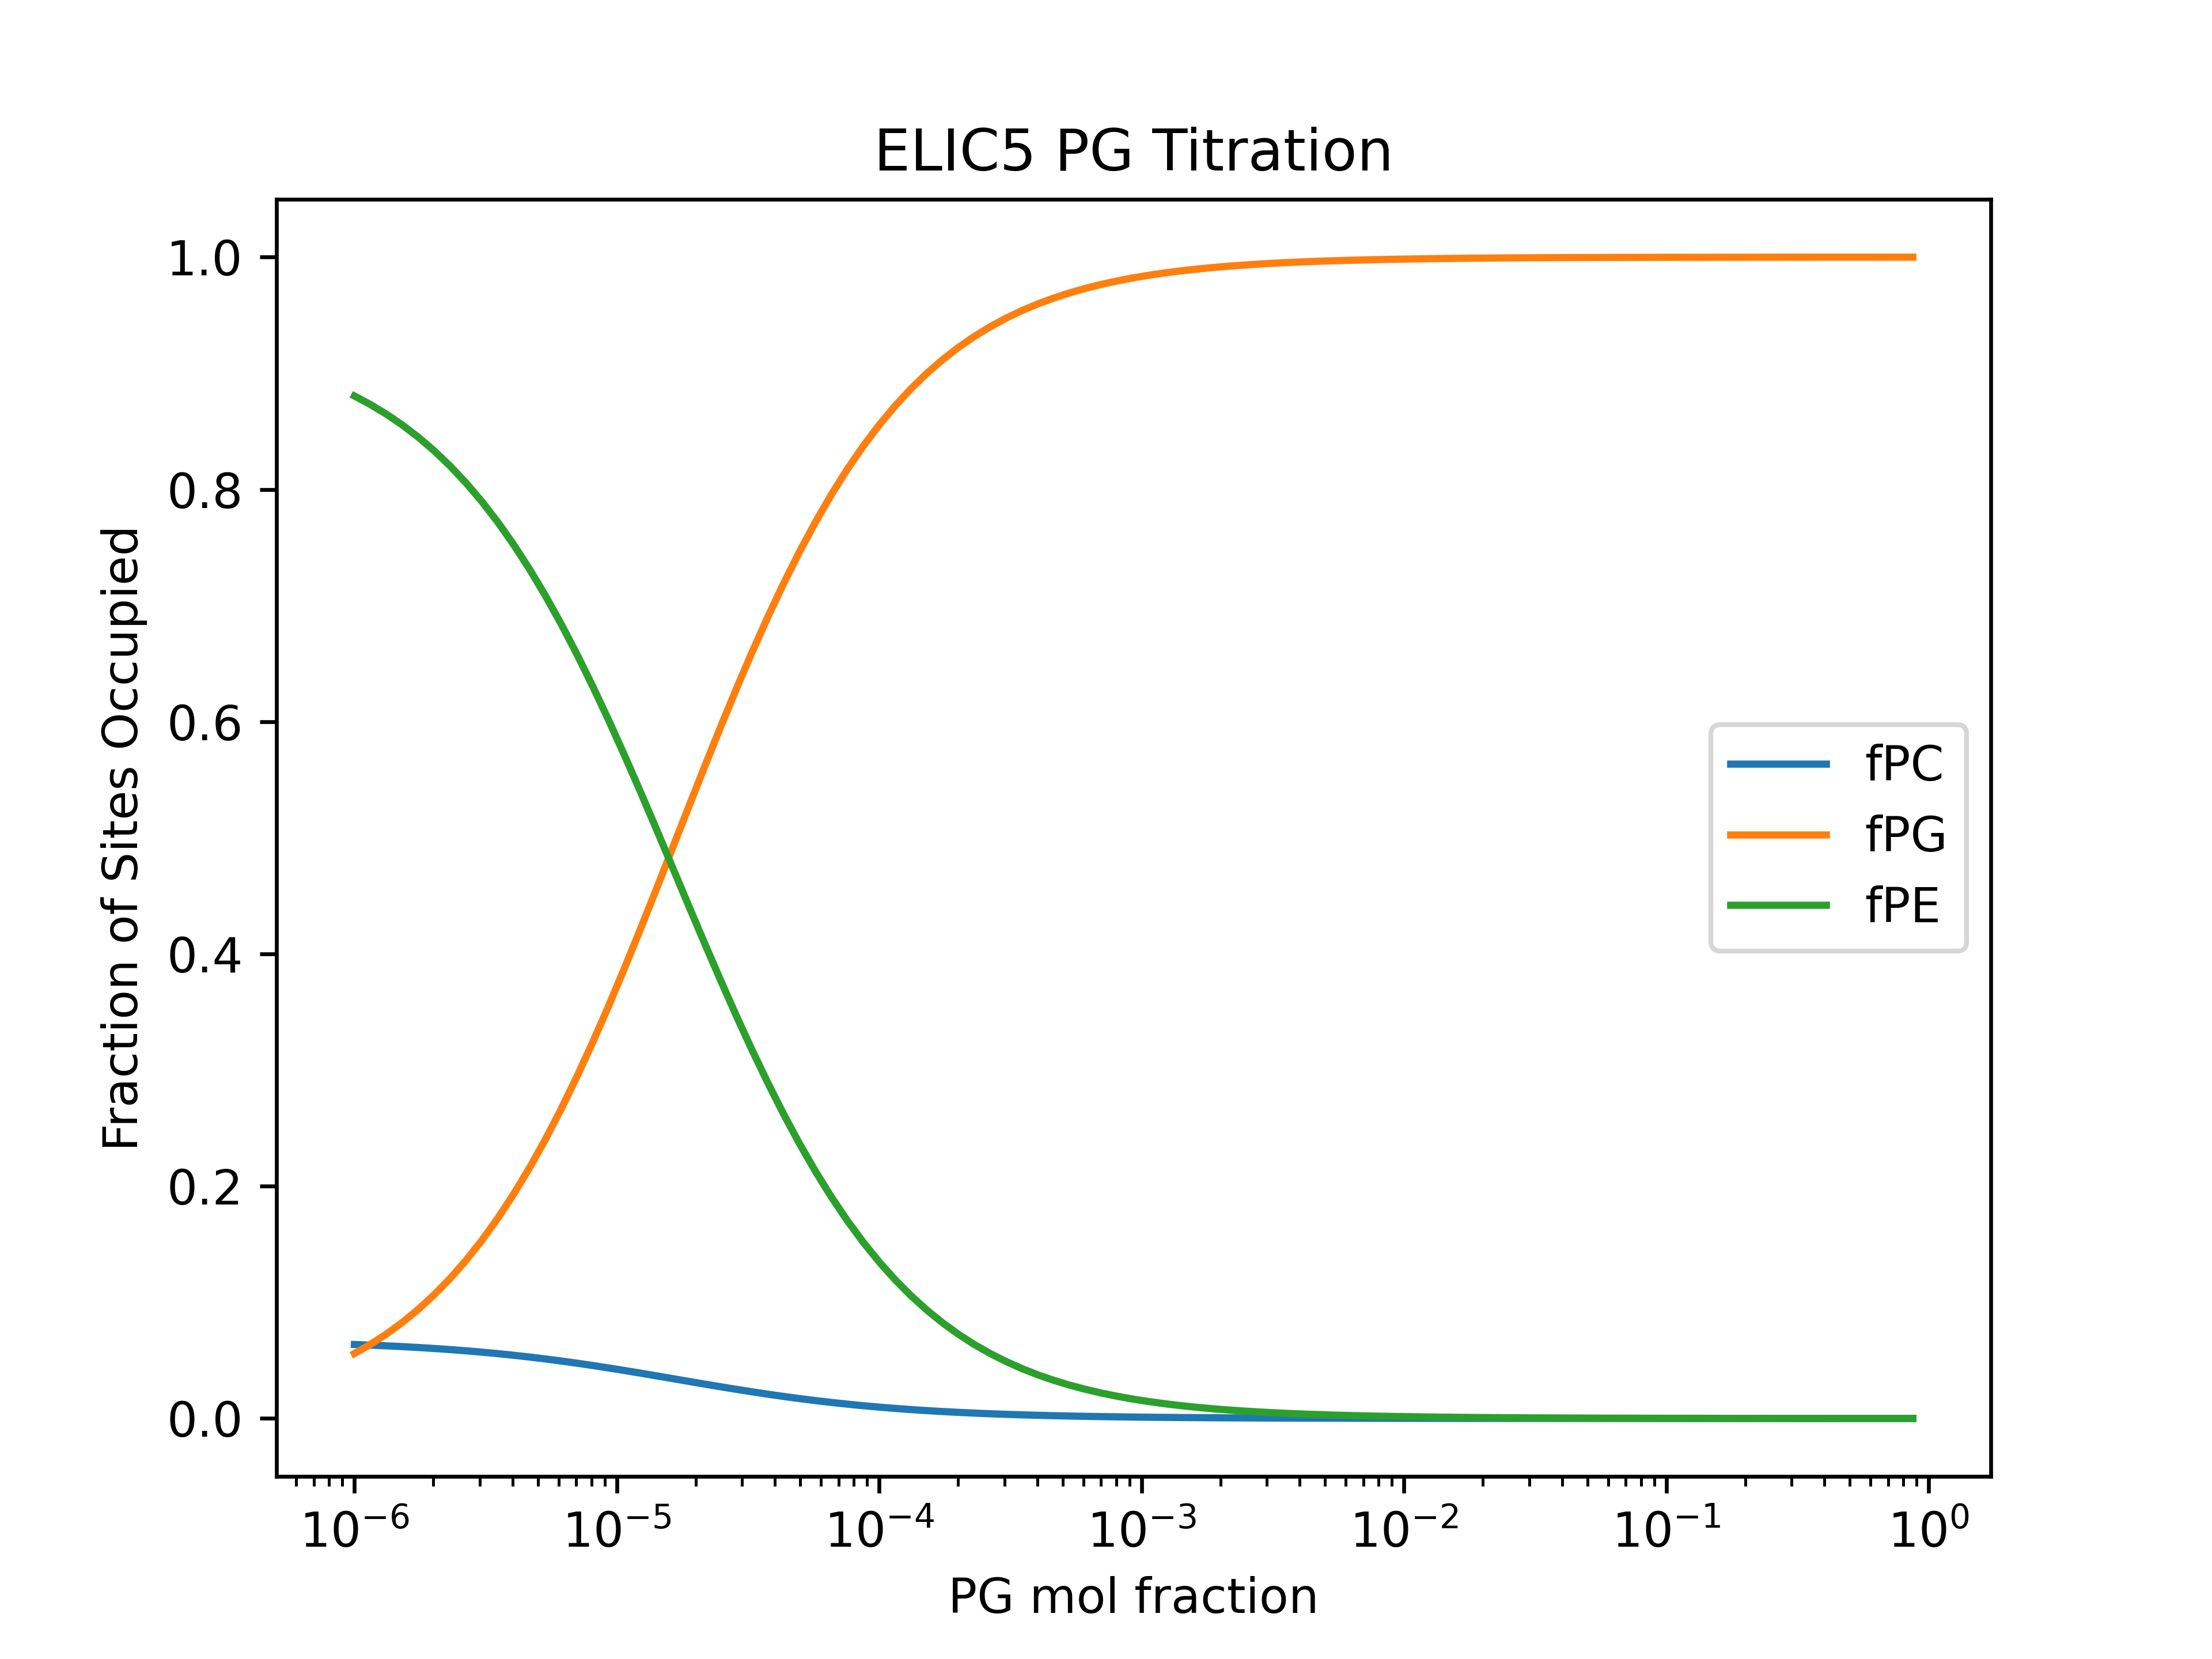 ELIC5 PG Titration
Fraction of Sites Occupied
1.0
0.8
0.6
0.4
0.2
0.0
fPC
fPG
fPE
10⁻⁶ 10⁻⁵ 10⁻⁴ 10⁻³ 10⁻² 10⁻¹ 10⁰
PG mol fraction